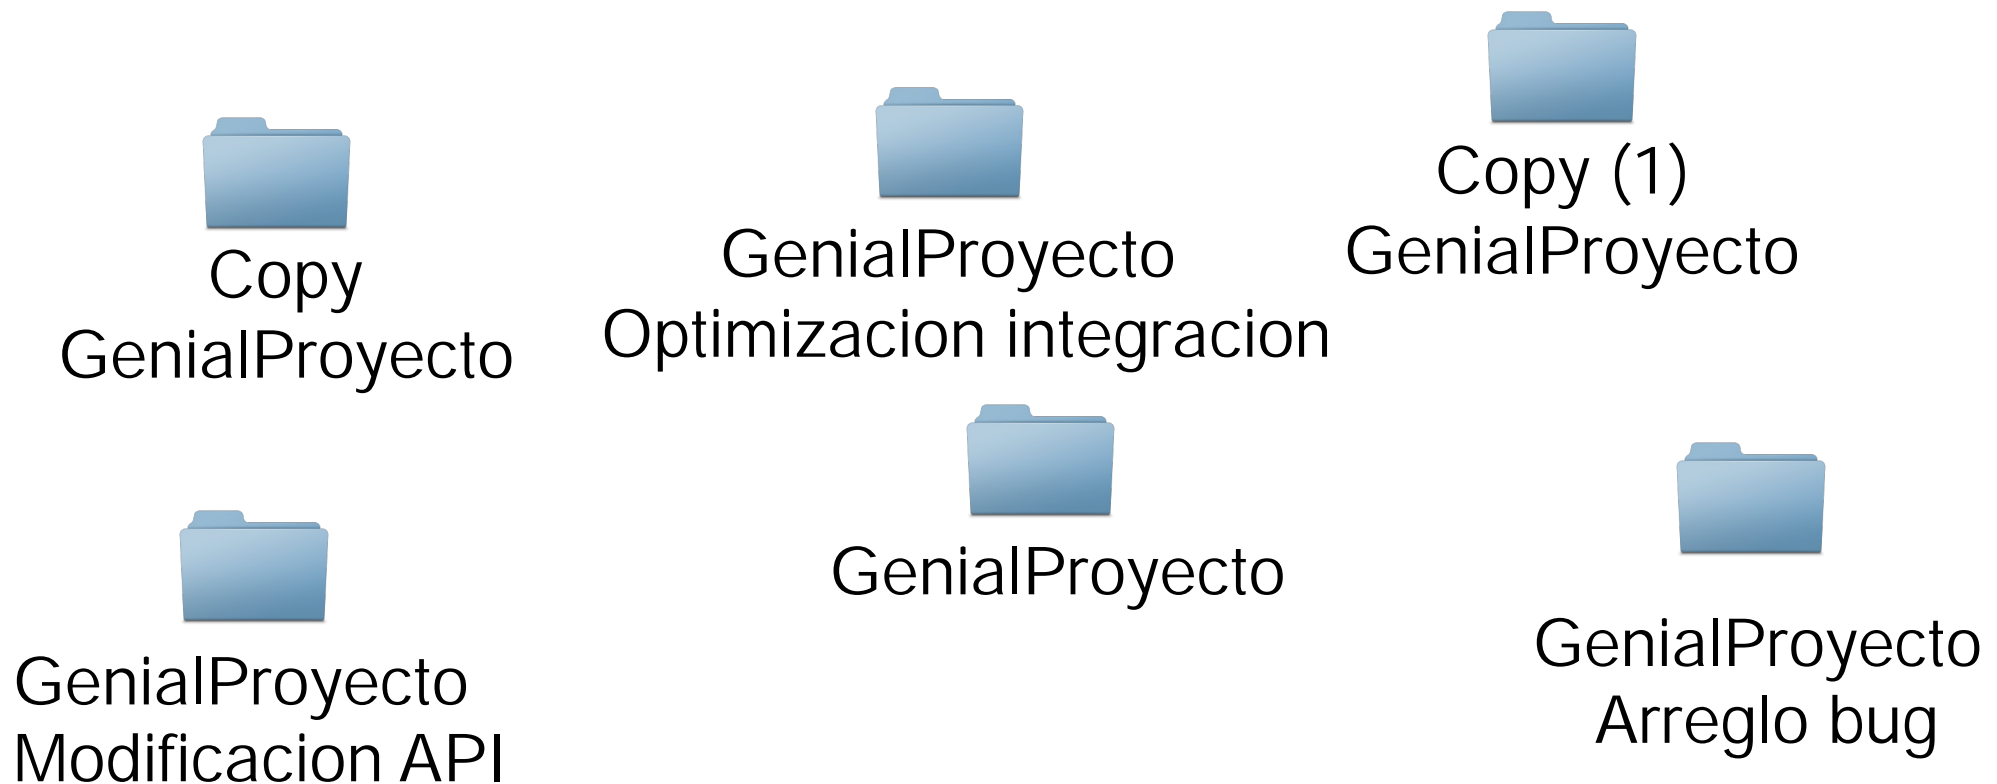 Copy
GenialProyecto
GenialProyecto
Optimizacion integracion
Copy (1)
GenialProyecto
GenialProyecto
Modificacion API
GenialProyecto
GenialProyecto
Arreglo bug